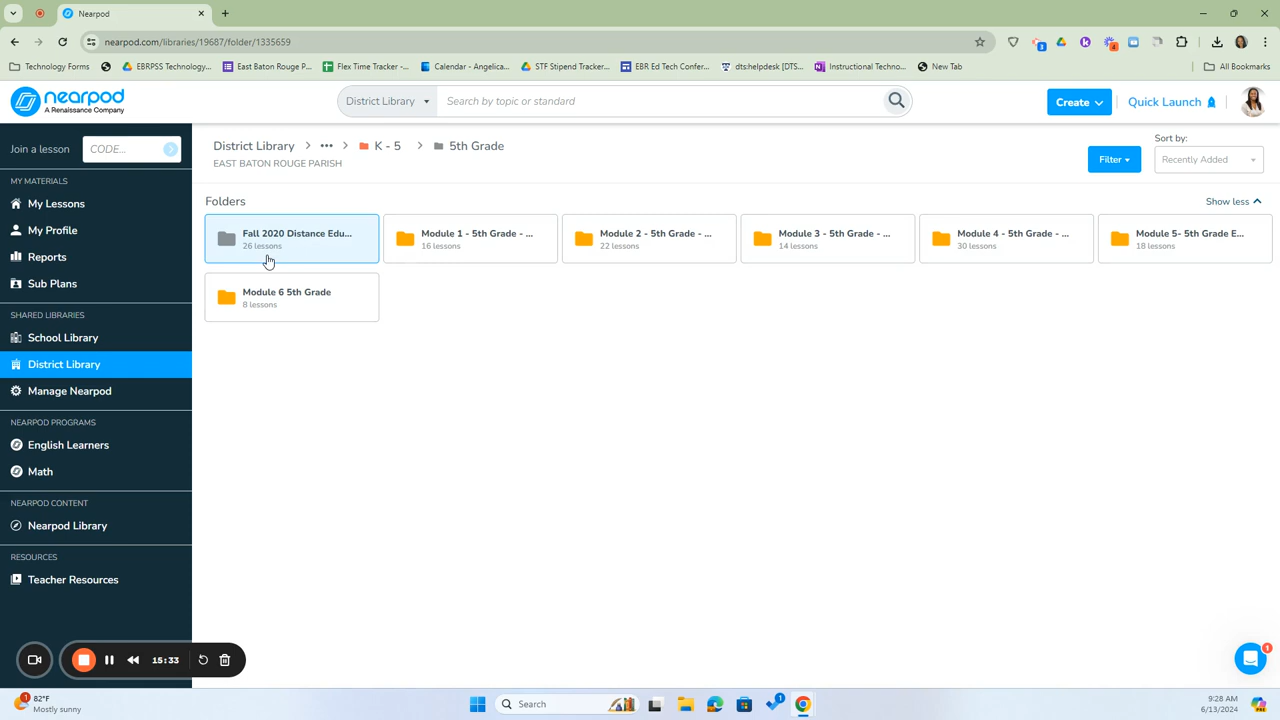 Nearpod
nearpod.com/libraries/19687/folder/1335659
3
4
Technology Forms
EBRPSS Technology...
East Baton Rouge P...
Flex Time Tracker -...
Calendar - Angelica...
STF Stipend Tracker...
EBR Ed Tech Confer...
dts:helpdesk [DTS...
Instructional Techno...
New Tab
All Bookmarks
nearpod
A Renaissance Company
District Library
Search by topic or standard
Create
Quick Launch
Join a lesson
CODE...
MY MATERIALS
My Lessons
My Profile
Reports
Sub Plans
SHARED LIBRARIES
School Library
District Library
Manage Nearpod
NEARPOD PROGRAMS
English Learners
Math
NEARPOD CONTENT
Nearpod Library
RESOURCES
Teacher Resources
District Library > ••• > K - 5 > 5th Grade
EAST BATON ROUGE PARISH
Filter
Sort by:
Recently Added
Folders
Show less
Fall 2020 Distance Edu...
26 lessons
Module 1 - 5th Grade - ...
16 lessons
Module 2 - 5th Grade - ...
22 lessons
Module 3 - 5th Grade - ...
14 lessons
Module 4 - 5th Grade - ...
30 lessons
Module 5- 5th Grade E...
18 lessons
Module 6 5th Grade
8 lessons
15:33
1
1
82°F
Mostly sunny
Search
1
9:28 AM
6/13/2024